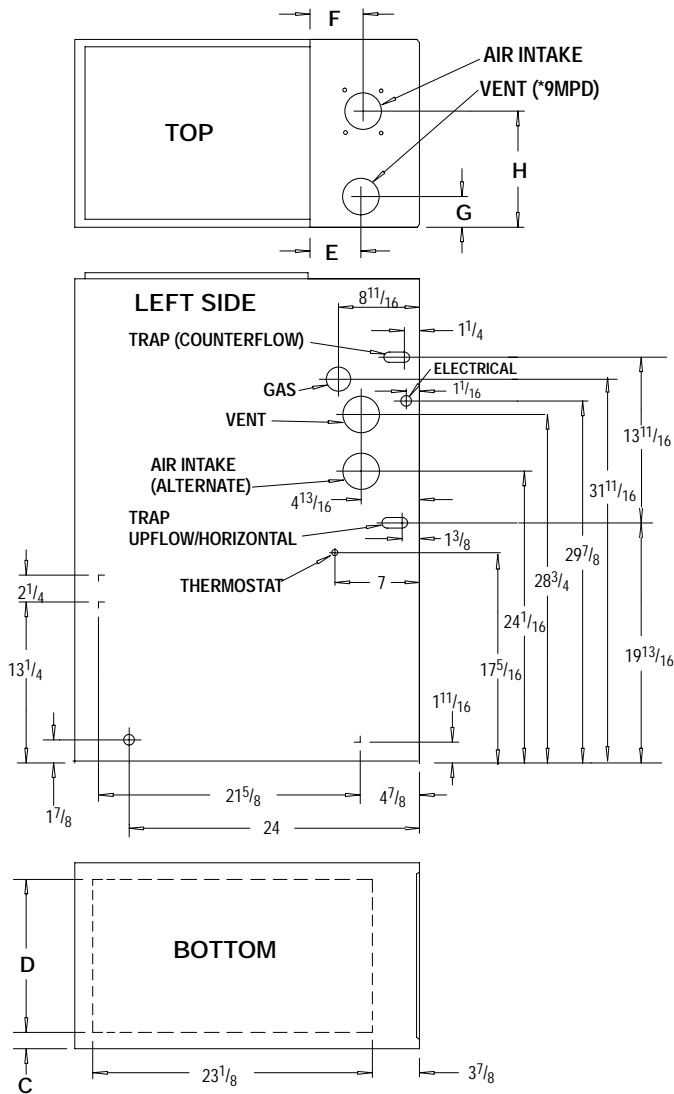 F
AIR INTAKE
VENT (*9MPD)
TOP
H
G
E
LEFT SIDE
8 11/16
TRAP (COUNTERFLOW)
1 1/4
ELECTRICAL
GAS
1 1/16
VENT
13 11/16
AIR INTAKE
(ALTERNATE)
31 11/16
4 13/16
TRAP
UPFLOW/HORIZONTAL
1 3/8
29 7/8
THERMOSTAT
7
28 3/4
2 1/4
24 1/16
19 13/16
13 1/4
17 5/16
1 11/16
21 5/8
4 7/8
1 7/8
24
D
BOTTOM
C
23 1/8
3 7/8